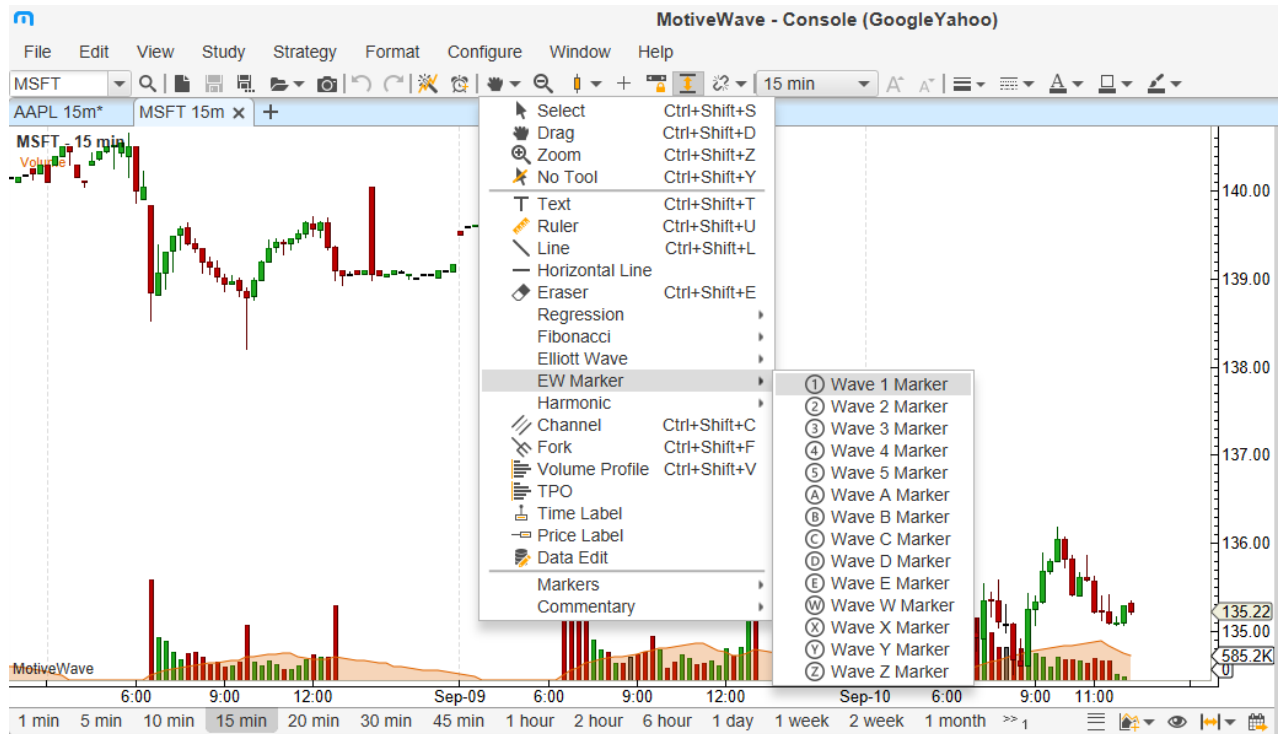 MotiveWave - Console (GoogleYahoo)
File Edit View Study Strategy Format Configure Window Help
MSFT 15 min A A A
AAPL 15m* MSFT 15m × +
MSFT - 15 min
Volume
Select Ctrl+Shift+S
Drag Ctrl+Shift+D
Zoom Ctrl+Shift+Z
No Tool Ctrl+Shift+Y
T Text Ctrl+Shift+T
Ruler Ctrl+Shift+U
Line Ctrl+Shift+L
Horizontal Line
Eraser Ctrl+Shift+E
Regression
Fibonacci
Elliott Wave
EW Marker
Harmonic
Channel Ctrl+Shift+C
Fork Ctrl+Shift+F
Volume Profile Ctrl+Shift+V
TPO
Time Label
Price Label
Data Edit
Markers
Commentary
1 Wave 1 Marker
2 Wave 2 Marker
3 Wave 3 Marker
4 Wave 4 Marker
5 Wave 5 Marker
A Wave A Marker
B Wave B Marker
C Wave C Marker
D Wave D Marker
E Wave E Marker
W Wave W Marker
X Wave X Marker
Y Wave Y Marker
Z Wave Z Marker
140.00
139.00
138.00
137.00
136.00
135.22
135.00
585.2K
0
MotiveWave
6:00 9:00 12:00 Sep-09 6:00 9:00 12:00 Sep-10 6:00 9:00 11:00
1 min 5 min 10 min 15 min 20 min 30 min 45 min 1 hour 2 hour 6 hour 1 day 1 week 2 week 1 month >> 1